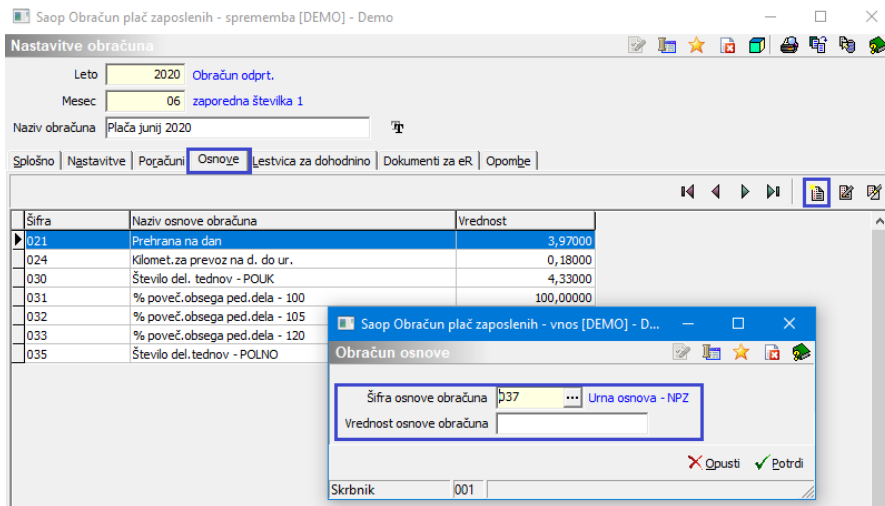 Saop Obračun plač zaposlenih - sprememba [DEMO] - Demo
Nastavitve obračuna
Leto 2020 Obračun odprt.
Mesec 06 zaporedna številka 1
Naziv obračuna Plača junij 2020
Splošno Nastavitve Poračuni Osnove Lestvica za dohodnino Dokumenti za eR Opombe
Šifra Naziv osnove obračuna Vrednost
021 Prehrana na dan 3,97000
024 Kilomet.za prevoz na d. do ur. 0,18000
030 Število del. tednov - POUK 4,33000
031 % poveč.obsega ped.dela - 100 100,00000
032 % poveč.obsega ped.dela - 105
033 % poveč.obsega ped.dela - 120
035 Število del.tednov - POLNO
Saop Obračun plač zaposlenih - vnos [DEMO] - D...
Obračun osnove
Šifra osnove obračuna 037 ... Urna osnova - NPZ
Vrednost osnove obračuna
Opusti Potrdi
Skrbnik 001